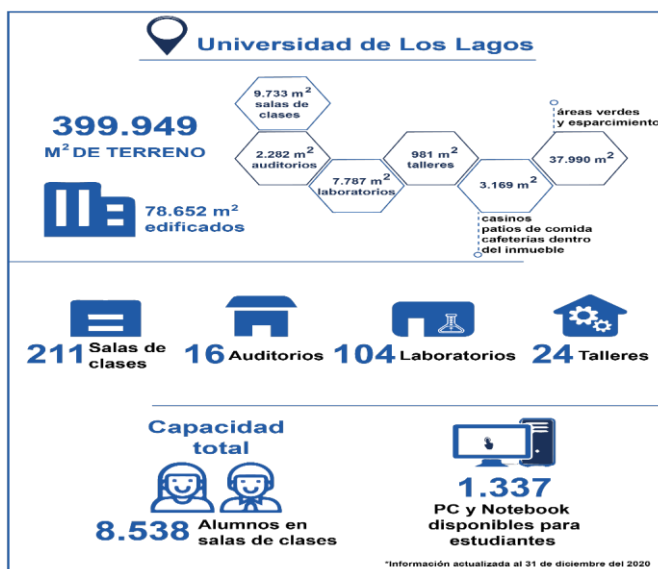 Universidad de Los Lagos
399.949
M² DE TERRENO
78.652 m²
edificados
9.733 m²
salas de
clases
2.282 m²
auditorios
7.787 m²
laboratorios
981 m²
talleres
3.169 m²
casinos
patios de comida
cafeterías dentro
del inmueble
37.990 m²
áreas verdes
y esparcimiento
211 Salas de
clases
16 Auditorios
104 Laboratorios
24 Talleres
Capacidad
total
8.538 Alumnos en
salas de clases
1.337
PC y Notebook
disponibles para
estudiantes
*Información actualizada al 31 de diciembre del 2020